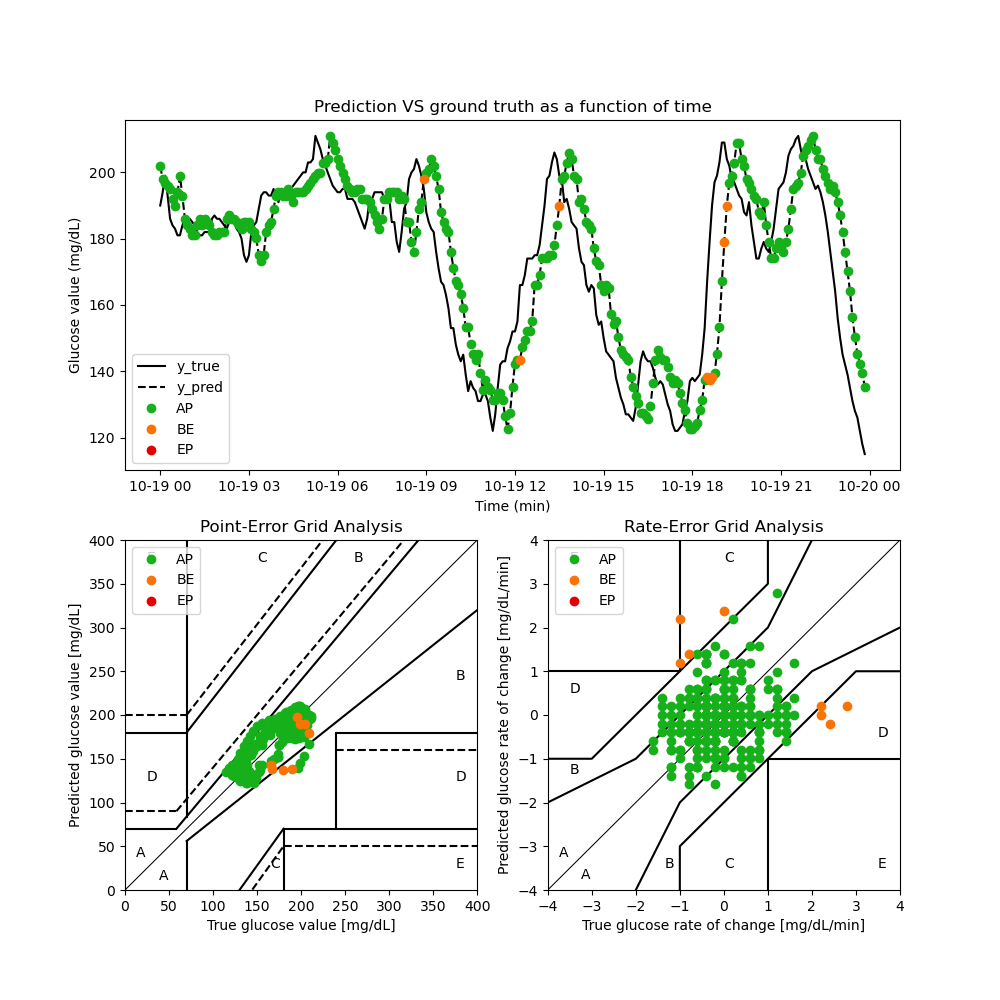 Prediction VS ground truth as a function of time
Glucose value (mg/dL)
200
180
160
140
120
y_true
y_pred
AP
BE
EP
10-19 00 10-19 03 10-19 06 10-19 09 10-19 12 10-19 15 10-19 18 10-19 21 10-20 00
Time (min)
Point-Error Grid Analysis
Predicted glucose value [mg/dL]
400
350
300
250
200
150
100
50
0
AP
BE
EP
C
B
B
D
D
A
A
C
E
0 50 100 150 200 250 300 350 400
True glucose value [mg/dL]
Rate-Error Grid Analysis
Predicted glucose rate of change [mg/dL/min]
4
3
2
1
0
−1
−2
−3
−4
AP
BE
EP
C
D
D
B
A
A
B
C
E
−4 −3 −2 −1 0 1 2 3 4
True glucose rate of change [mg/dL/min]